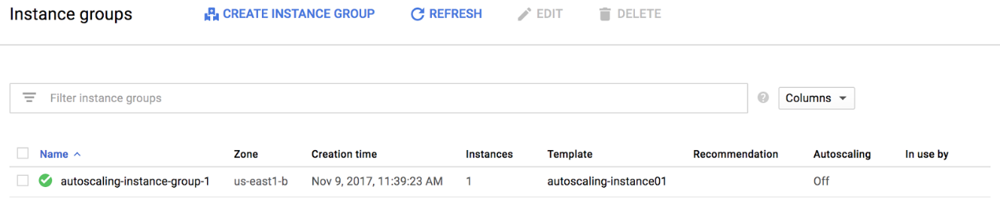 Instance groups CREATE INSTANCE GROUP REFRESH EDIT DELETE
Filter instance groups ? Columns
Name Zone Creation time Instances Template Recommendation Autoscaling In use by
autoscaling-instance-group-1 us-east1-b Nov 9, 2017, 11:39:23 AM 1 autoscaling-instance01 Off